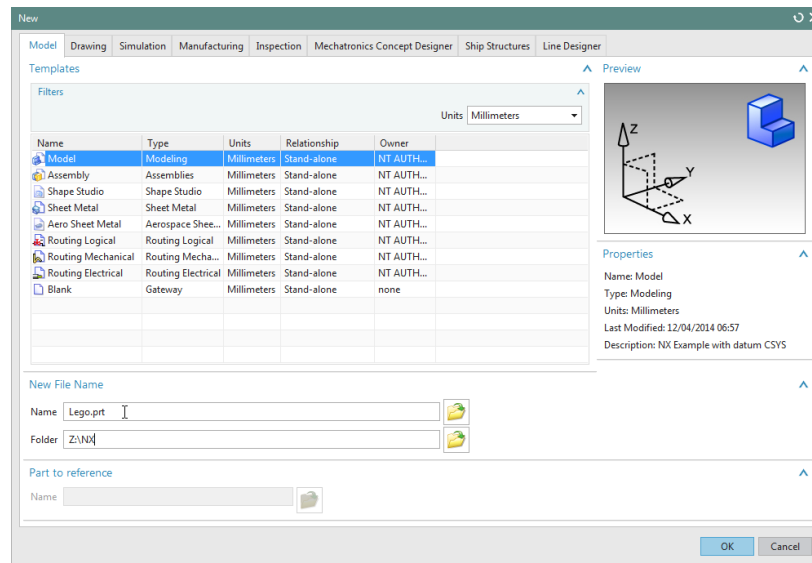 New
Model Drawing Simulation Manufacturing Inspection Mechatronics Concept Designer Ship Structures Line Designer
Templates
Filters
Units Millimeters
Name Type Units Relationship Owner
Model Modeling Millimeters Stand-alone NT AUTH...
Assembly Assemblies Millimeters Stand-alone NT AUTH...
Shape Studio Shape Studio Millimeters Stand-alone NT AUTH...
Sheet Metal Sheet Metal Millimeters Stand-alone NT AUTH...
Aero Sheet Metal Aerospace Shee... Millimeters Stand-alone NT AUTH...
Routing Logical Routing Logical Millimeters Stand-alone NT AUTH...
Routing Mechanical Routing Mecha... Millimeters Stand-alone NT AUTH...
Routing Electrical Routing Electrical Millimeters Stand-alone NT AUTH...
Blank Gateway Millimeters Stand-alone none
Preview
Z
Y
X
Properties
Name: Model
Type: Modeling
Units: Millimeters
Last Modified: 12/04/2014 06:57
Description: NX Example with datum CSYS
New File Name
Name Lego.prt
Folder Z:\NX
Part to reference
Name
OK Cancel